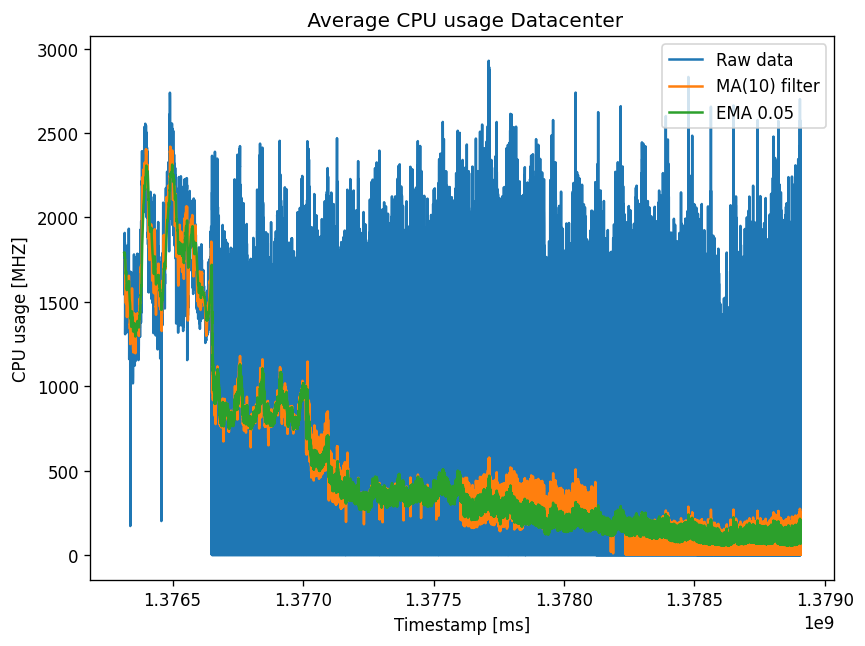 Average CPU usage Datacenter
Raw data
MA(10) filter
EMA 0.05
CPU usage [MHZ]
3000
2500
2000
1500
1000
500
0
1.3765 1.3770 1.3775 1.3780 1.3785 1.3790
1e9
Timestamp [ms]